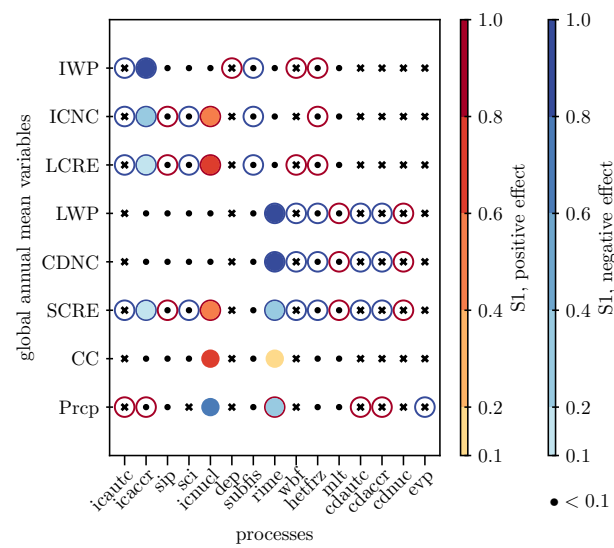 global annual mean variables
IWP
ICNC
LCRE
LWP
CDNC
SCRE
CC
Prcp
icautc
icaccr
sip
sci
icnucl
dep
subfis
rime
wbf
hetfrz
mlt
cdautc
cdaccr
cdnuc
evp
processes
1.0
0.8
0.6
0.4
0.2
0.1
S1, positive effect
1.0
0.8
0.6
0.4
0.2
0.1
S1, negative effect
< 0.1